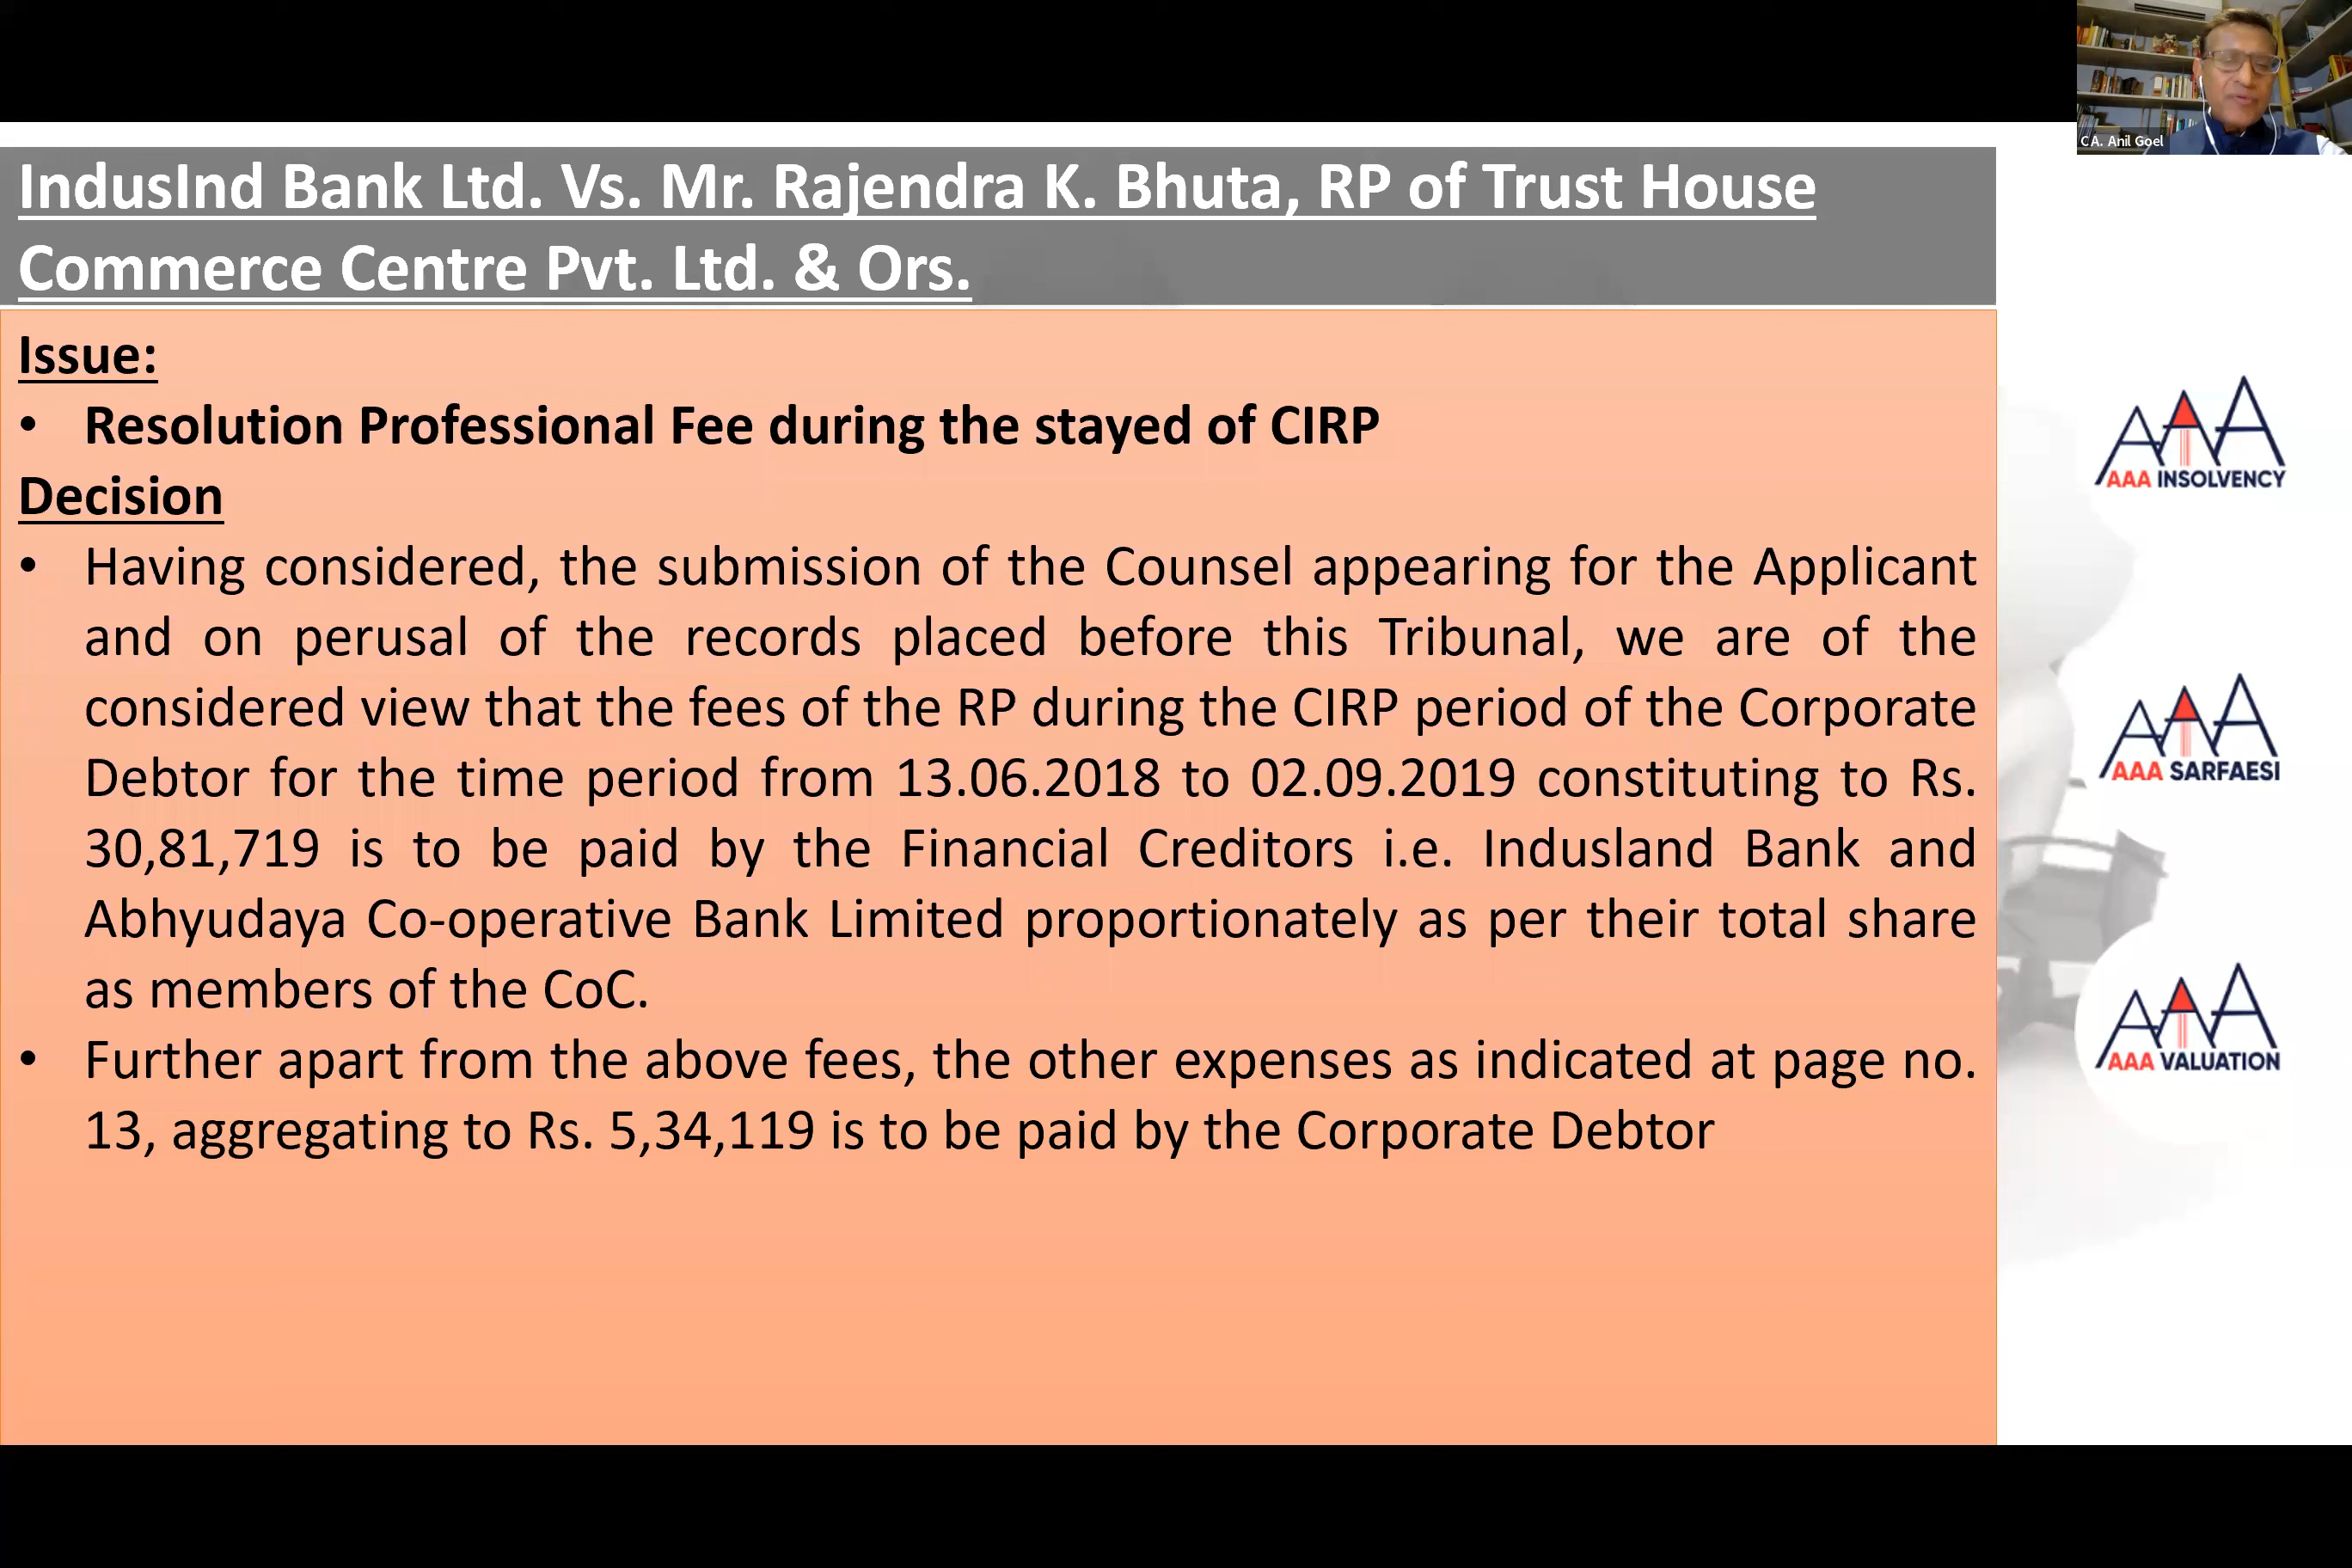 CA. Anil Goel
IndusInd Bank Ltd. Vs. Mr. Rajendra K. Bhuta, RP of Trust House
Commerce Centre Pvt. Ltd. & Ors.
Issue:
• Resolution Professional Fee during the stayed of CIRP
Decision
• Having considered, the submission of the Counsel appearing for the Applicant
and on perusal of the records placed before this Tribunal, we are of the
considered view that the fees of the RP during the CIRP period of the Corporate
Debtor for the time period from 13.06.2018 to 02.09.2019 constituting to Rs.
30,81,719 is to be paid by the Financial Creditors i.e. Indusland Bank and
Abhyudaya Co-operative Bank Limited proportionately as per their total share
as members of the CoC.
• Further apart from the above fees, the other expenses as indicated at page no.
13, aggregating to Rs. 5,34,119 is to be paid by the Corporate Debtor
AAA
AAA INSOLVENCY
AAA
AAA SARFAESI
AAA
AAA VALUATION